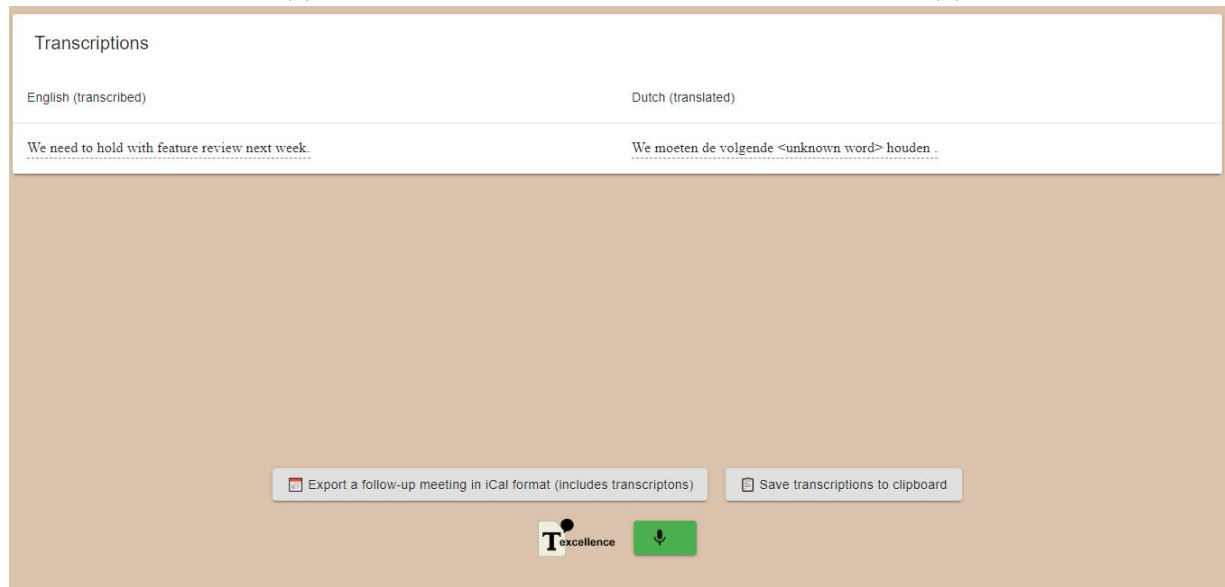 Transcriptions
English (transcribed)
Dutch (translated)
We need to hold with feature review next week.
We moeten de volgende <unknown word> houden .
Export a follow-up meeting in iCal format (includes transcriptons)
Save transcriptions to clipboard
Texcellence